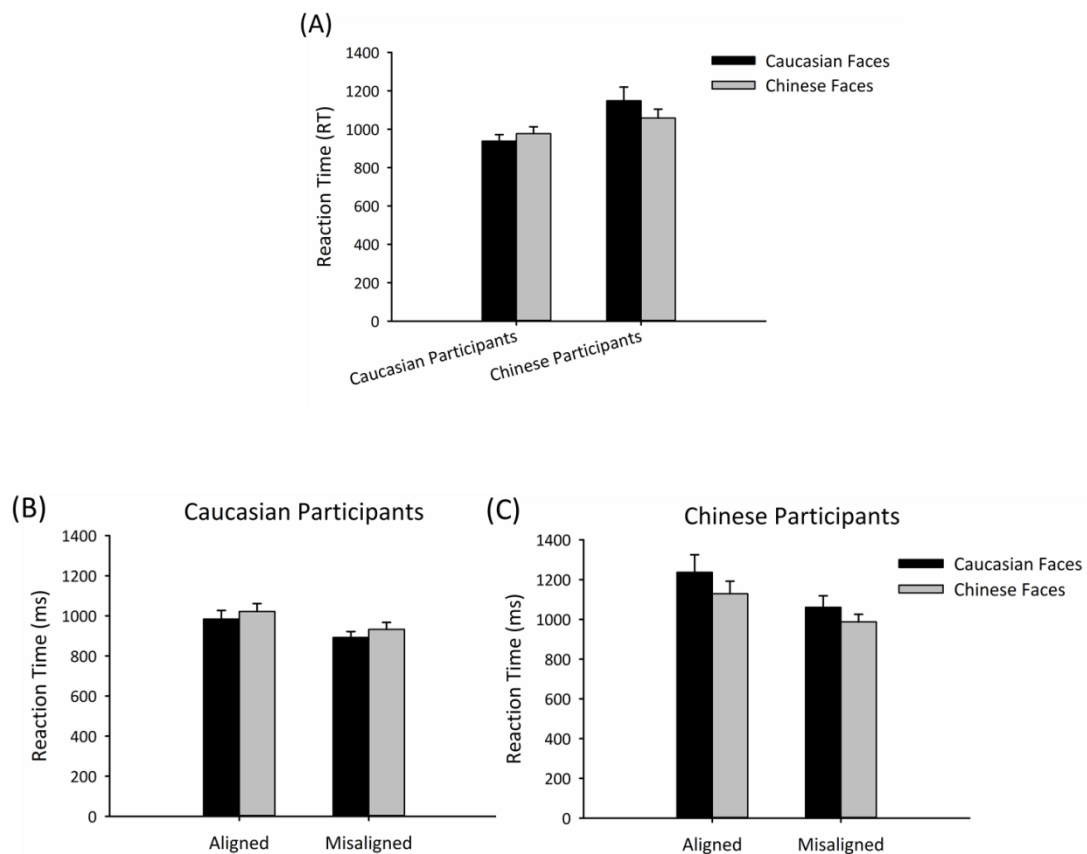 (A)
1400
1200
1000
800
600
400
200
0
Reaction Time (RT)
Caucasian Faces
Chinese Faces
Caucasian Participants
Chinese Participants
(B)
Caucasian Participants
1400
1200
1000
800
600
400
200
0
Reaction Time (ms)
Aligned
Misaligned
(C)
Chinese Participants
1400
1200
1000
800
600
400
200
0
Reaction Time (ms)
Caucasian Faces
Chinese Faces
Aligned
Misaligned